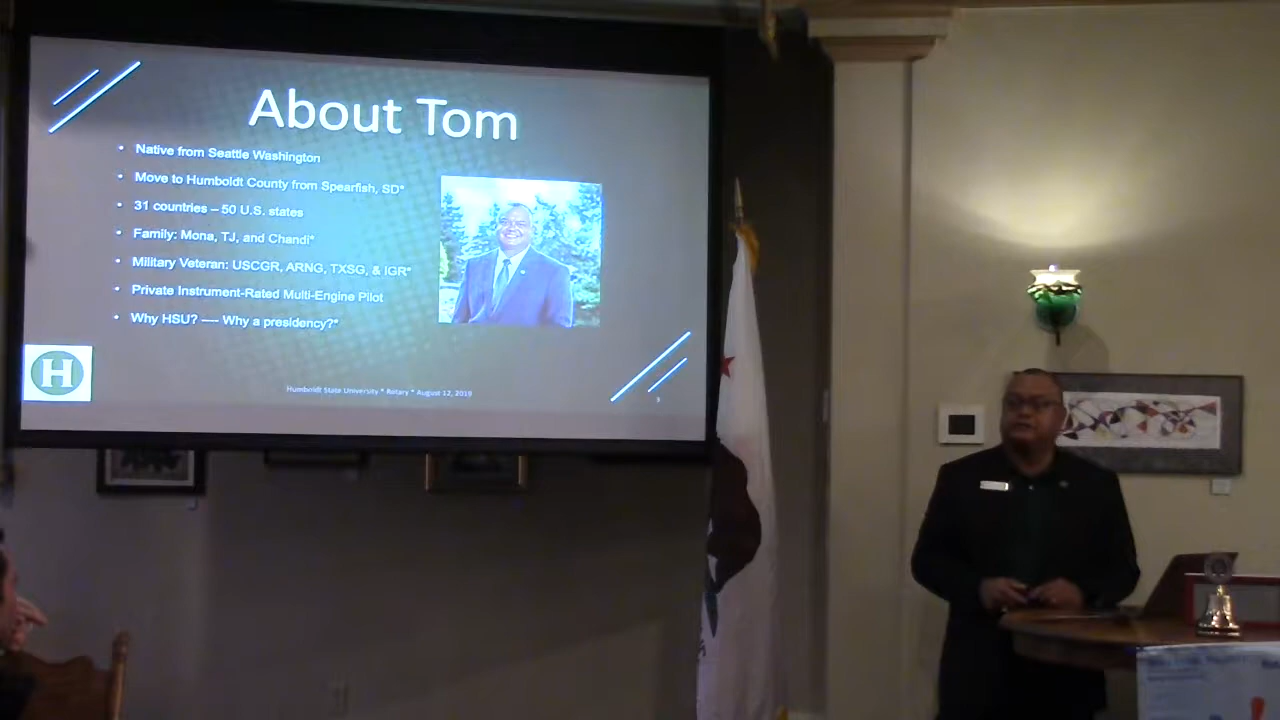 About Tom
• Native from Seattle Washington
• Move to Humboldt County from Spearfish, SD*
• 31 countries – 50 U.S. states
• Family: Mona, TJ, and Chandi*
• Military Veteran: USCGR, ARNG, TXSG, & IGR*
• Private Instrument-Rated Multi-Engine Pilot
• Why HSU? ---- Why a presidency?*
H
Humboldt State University * Rotary * August 12, 2019